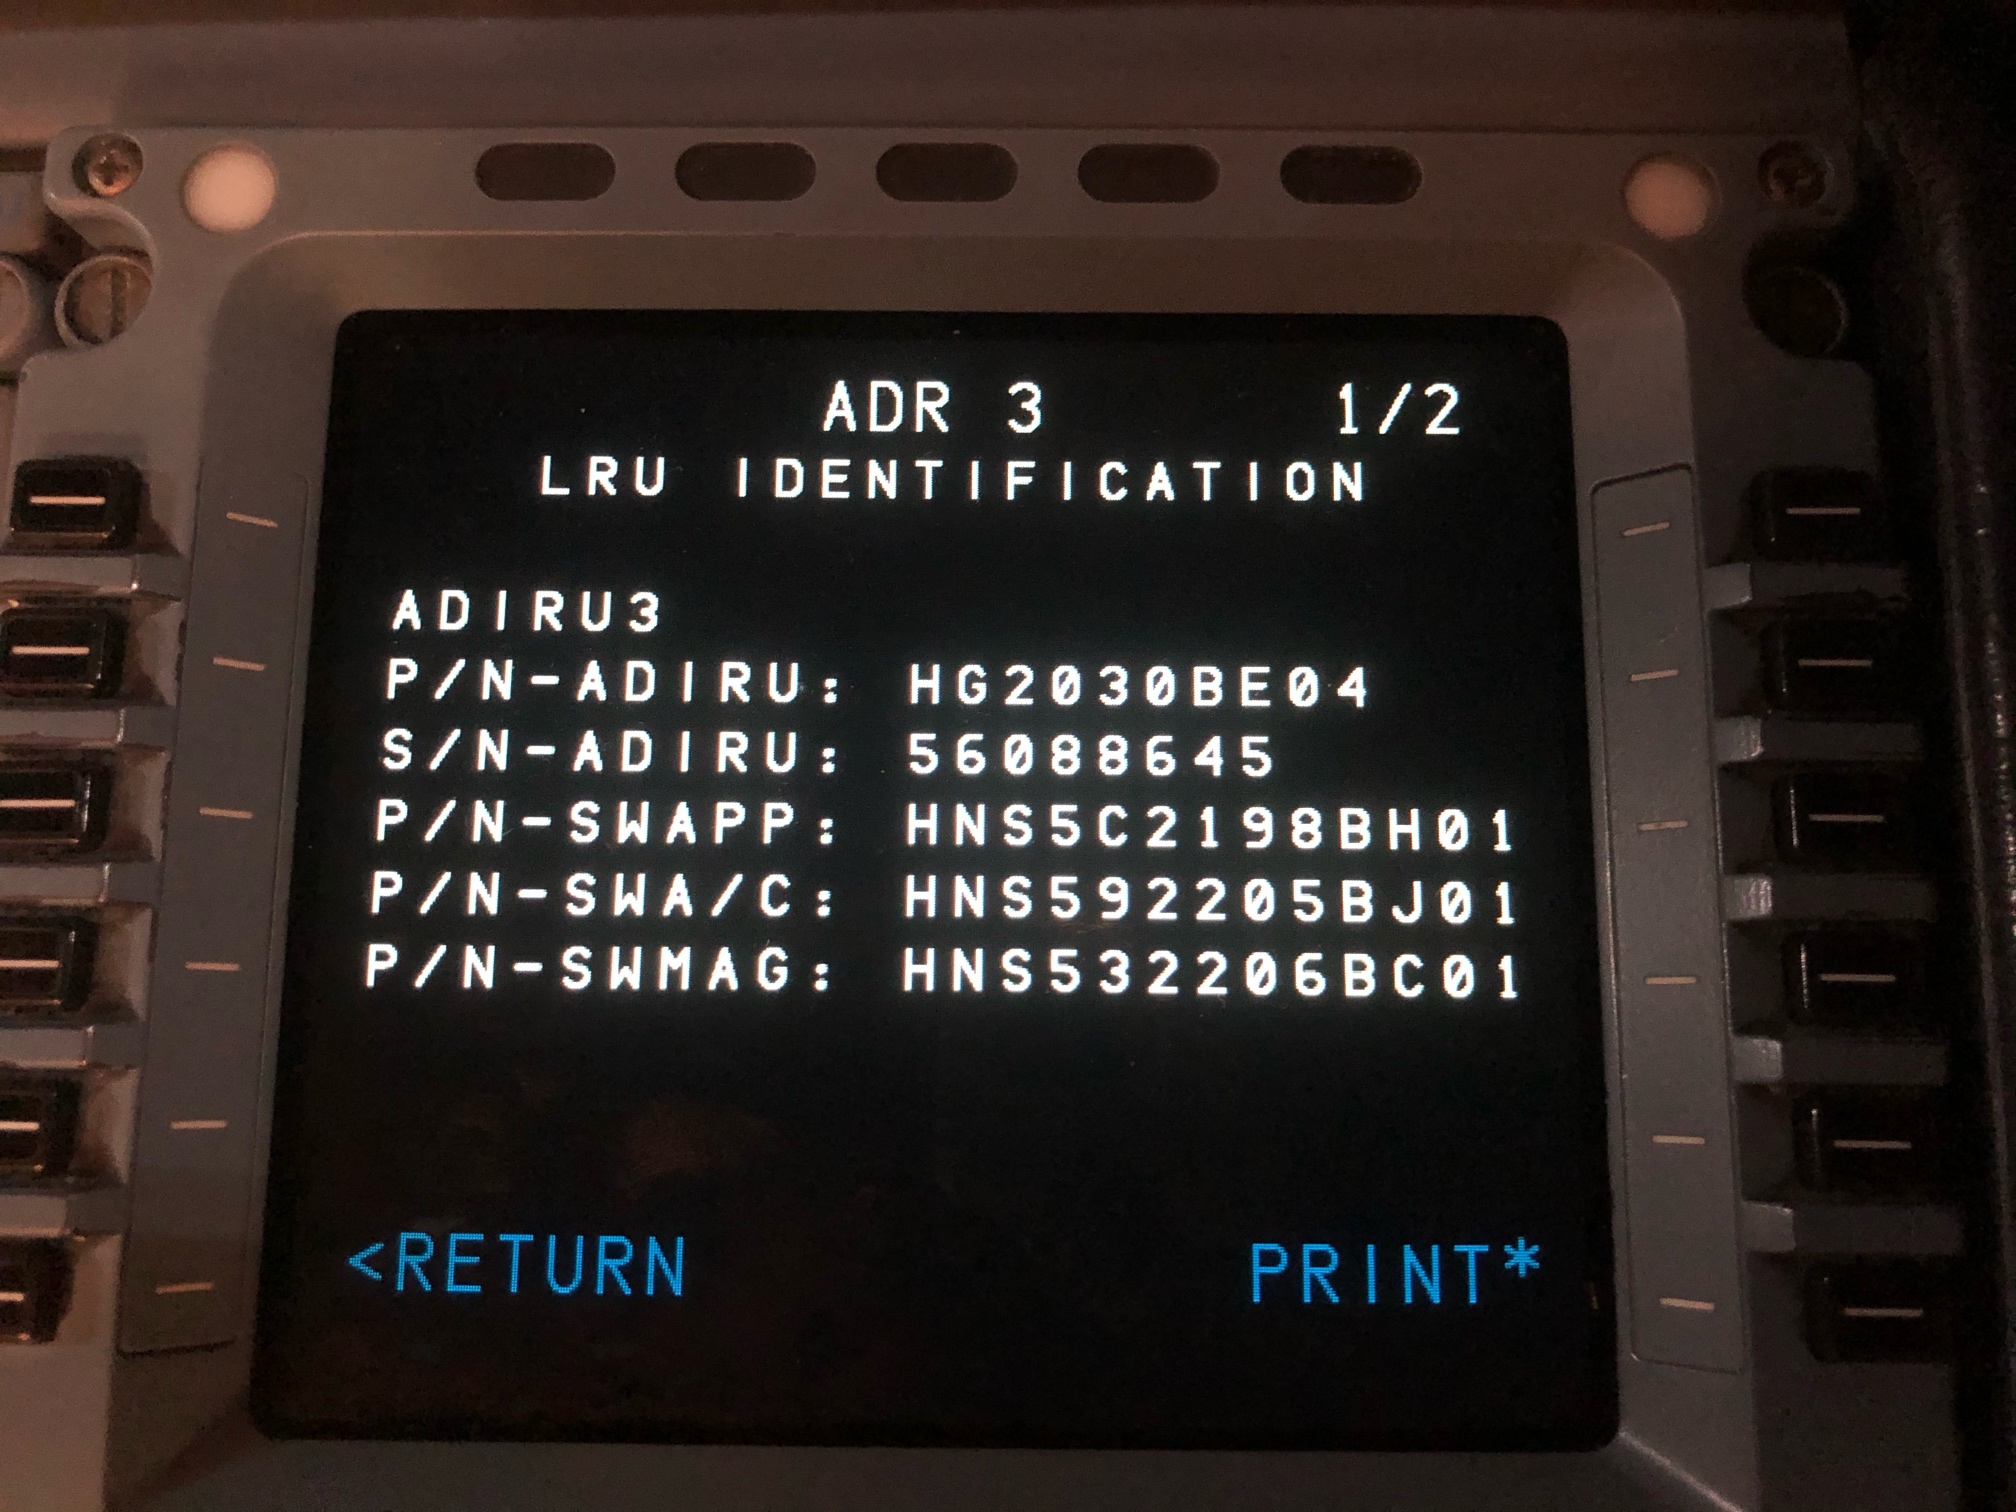 ADR 3 1/2
LRU IDENTIFICATION
ADIRU3
P/N-ADIRU: HG2030BE04
S/N-ADIRU: 56088645
P/N-SWAPP: HNS5C2198BH01
P/N-SWA/C: HNS592205BJ01
P/N-SWMAG: HNS532206BC01
<RETURN PRINT*